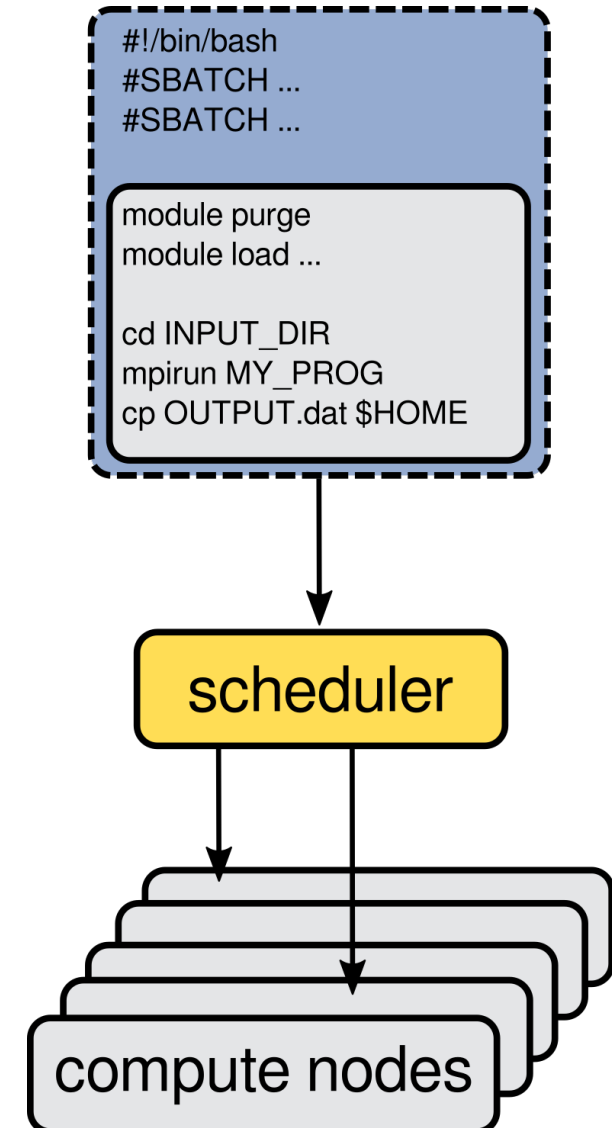 #!/bin/bash
#SBATCH ...
#SBATCH ...
module purge
module load ...
cd INPUT_DIR
mpirun MY_PROG
cp OUTPUT.dat $HOME
scheduler
compute nodes